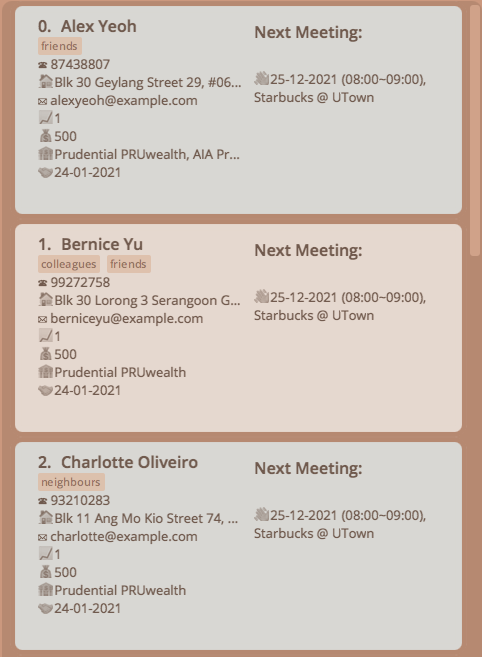 0. Alex Yeoh
friends
87438807
Blk 30 Geylang Street 29, #06...
alexyeoh@example.com
1
500
Prudential PRUwealth, AIA Pr...
24-01-2021
Next Meeting:
25-12-2021 (08:00~09:00),
Starbucks @ UTown
1. Bernice Yu
colleagues friends
99272758
Blk 30 Lorong 3 Serangoon G...
berniceyu@example.com
1
500
Prudential PRUwealth
24-01-2021
Next Meeting:
25-12-2021 (08:00~09:00),
Starbucks @ UTown
2. Charlotte Oliveiro
neighbours
93210283
Blk 11 Ang Mo Kio Street 74, ...
charlotte@example.com
1
500
Prudential PRUwealth
24-01-2021
Next Meeting:
25-12-2021 (08:00~09:00),
Starbucks @ UTown